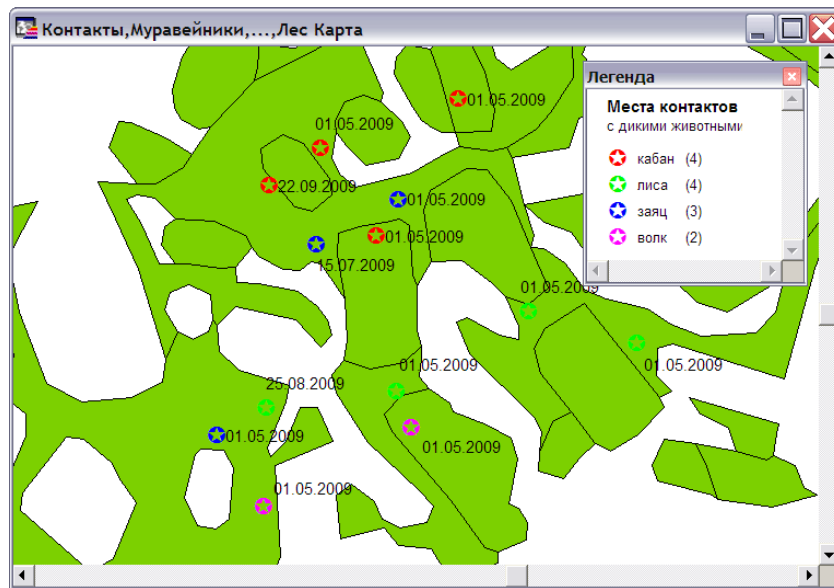 Контакты,Муравейники,...,Лес Карта
Легенда
Места контактов
с дикими животными
кабан (4)
лиса (4)
заяц (3)
волк (2)
01.05.2009
01.05.2009
22.09.2009
01.05.2009
01.05.2009
15.07.2009
01.05.2009
01.05.2009
01.05.2009
25.08.2009
01.05.2009
01.05.2009
01.05.2009